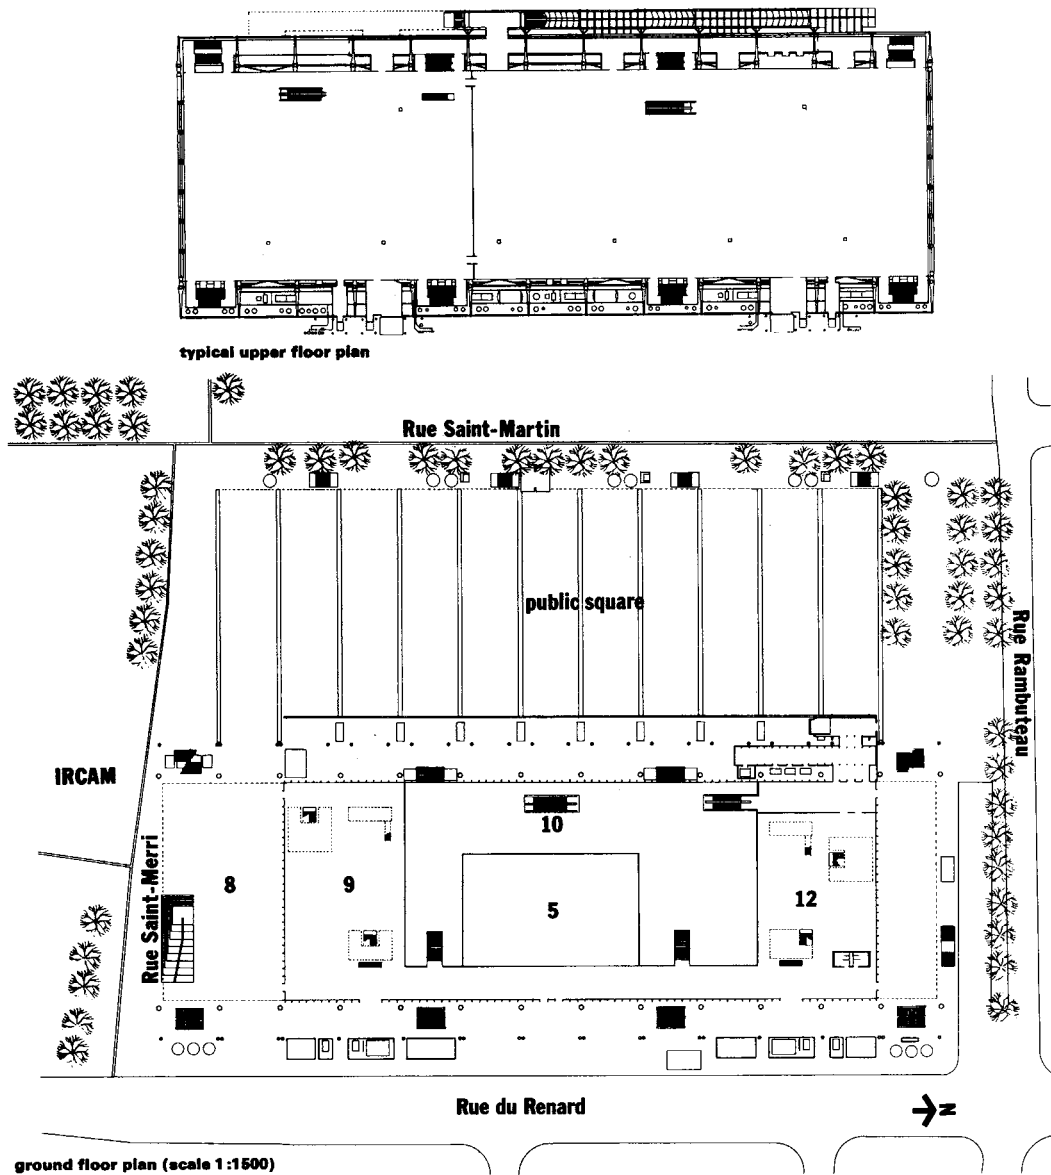 typical upper floor plan
Rue Saint-Martin
public square
Rue Rambuteau
IRCAM
Rue Saint-Merri
10
8
9
5
12
Rue du Renard
N
ground floor plan (scale 1:1500)